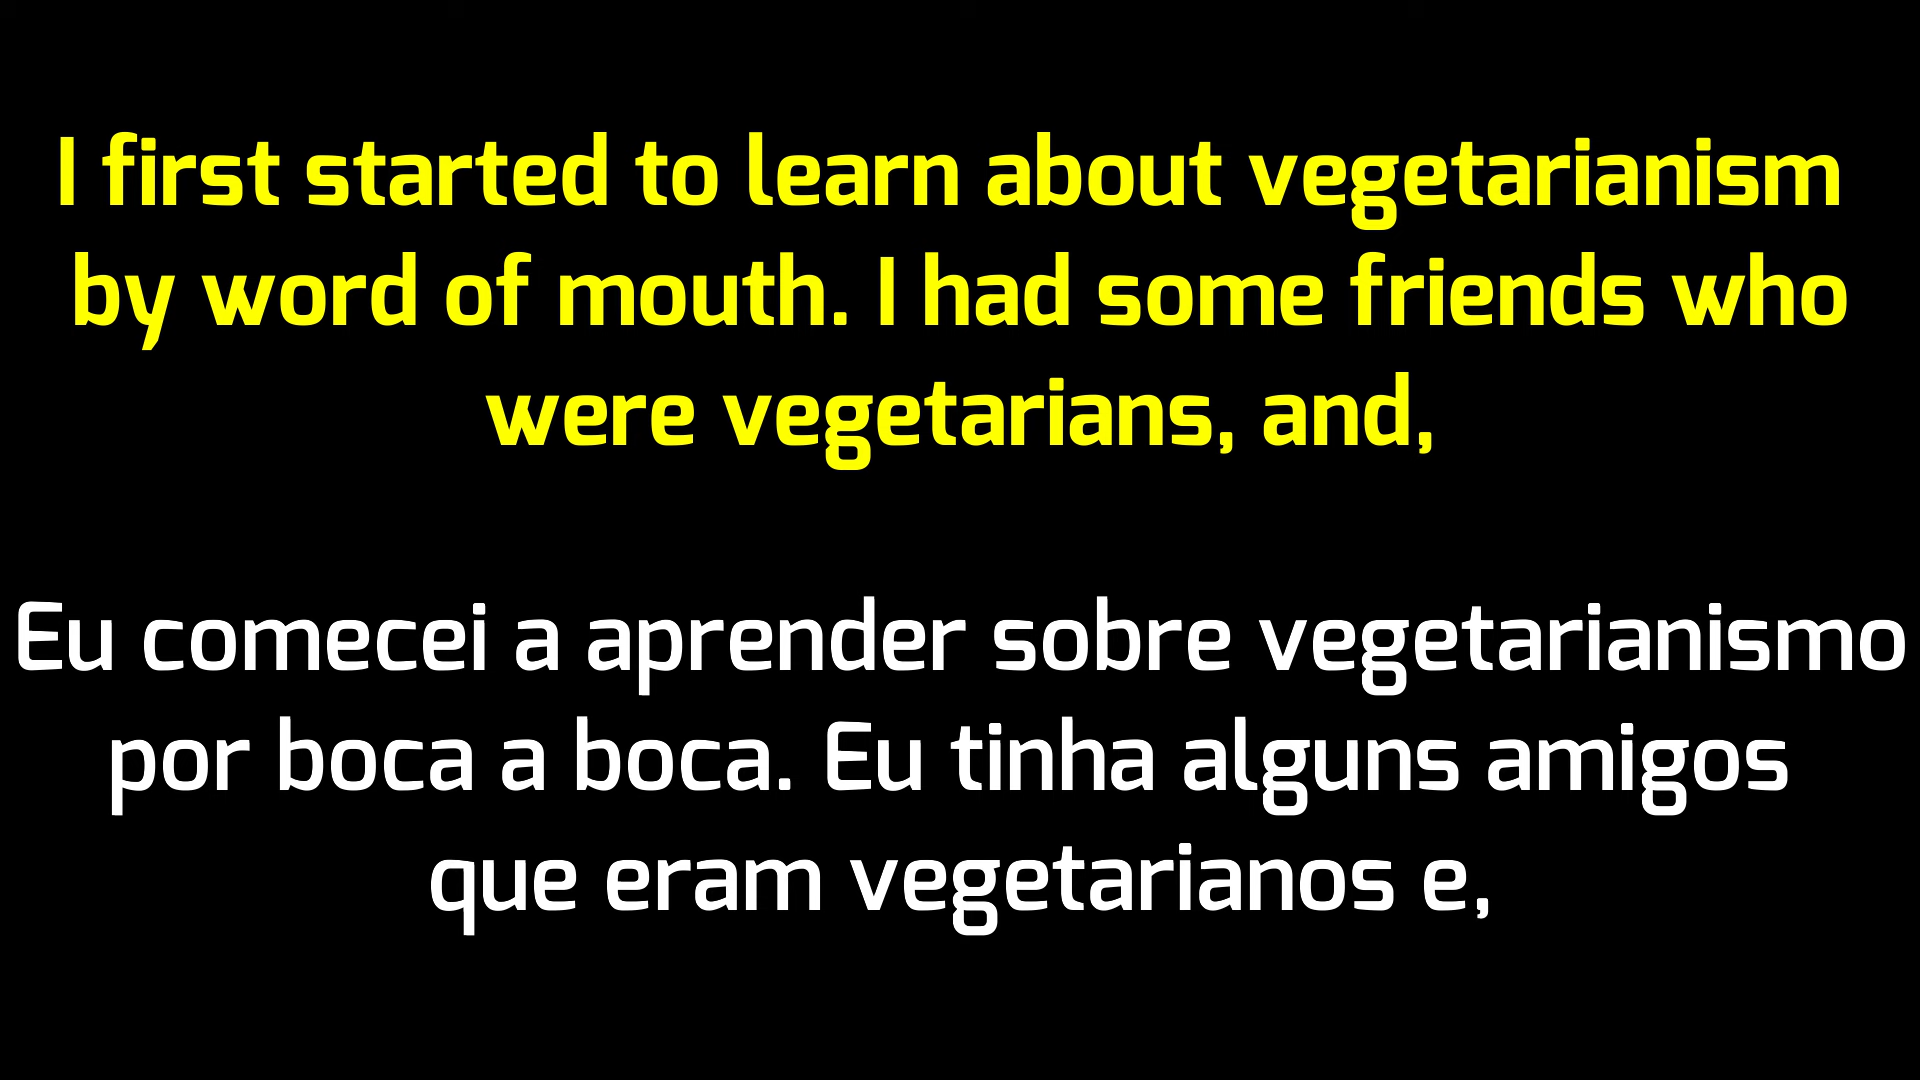 I first started to learn about vegetarianism
by word of mouth. I had some friends who
were vegetarians, and,
Eu comecei a aprender sobre vegetarianismo
por boca a boca. Eu tinha alguns amigos
que eram vegetarianos e,